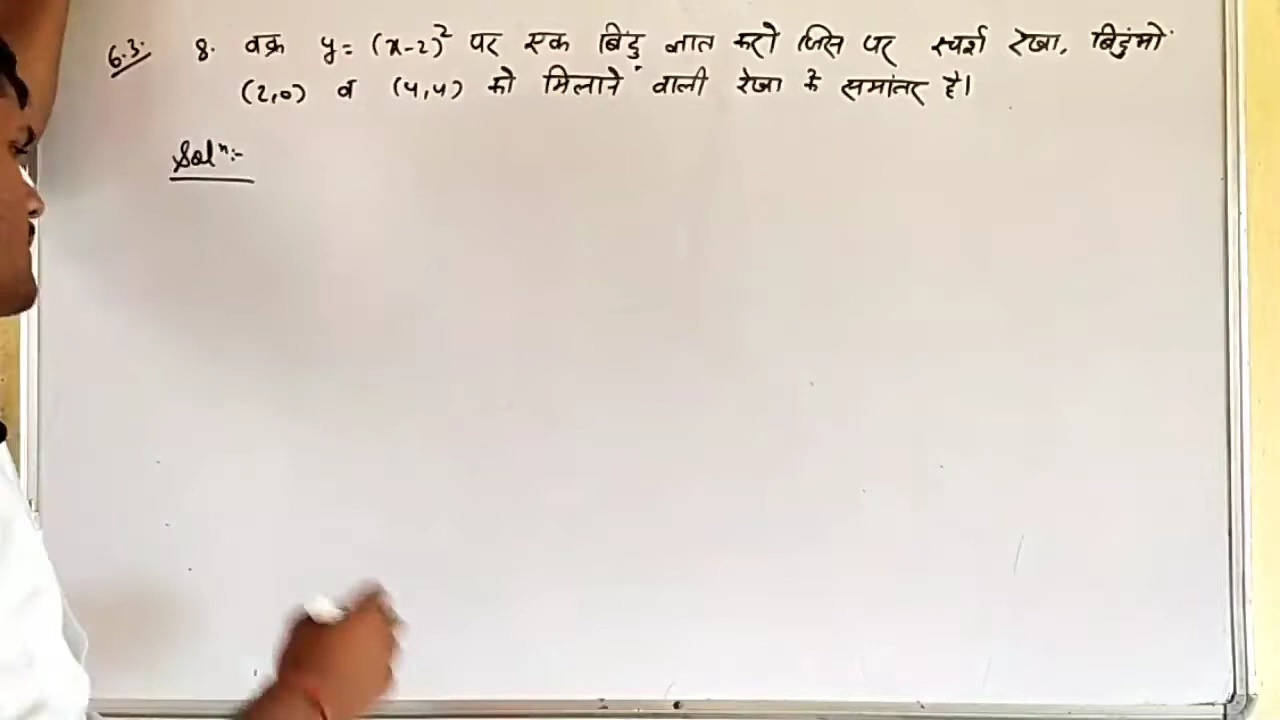 6.3. 8. वक्र y = (x-2)² पर एक बिंदु ज्ञात करो जिस पर स्पर्श रेखा, बिंदुओं
(2,0) व (4,4) को मिलाने वाली रेखा के समांतर है।
Solⁿ:-